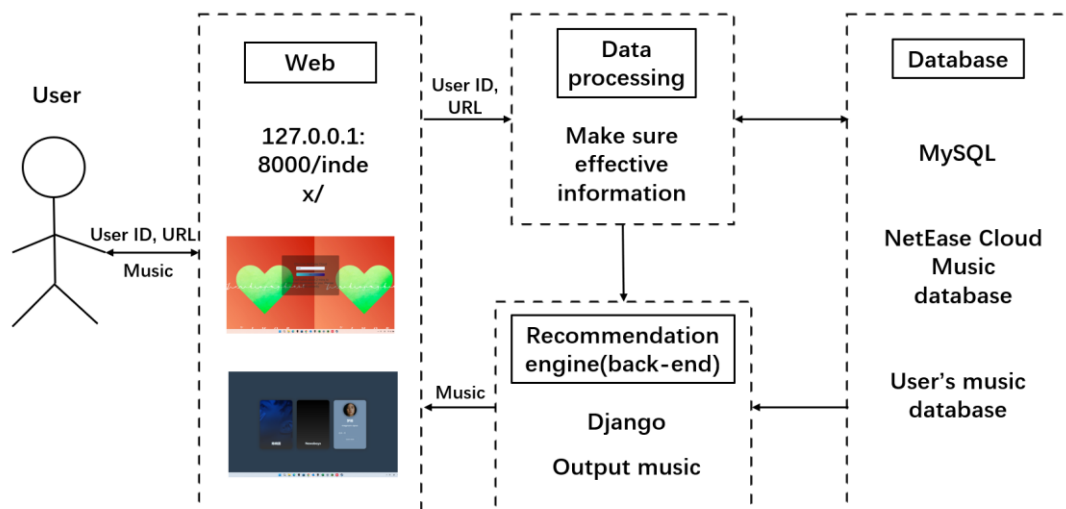 User
User ID, URL
Music
Web
127.0.0.1:
8000/inde
x/
User ID,
URL
Music
Data
processing
Make sure
effective
information
Recommendation
engine(back-end)
Django
Output music
Database
MySQL
NetEase Cloud
Music
database
User's music
database